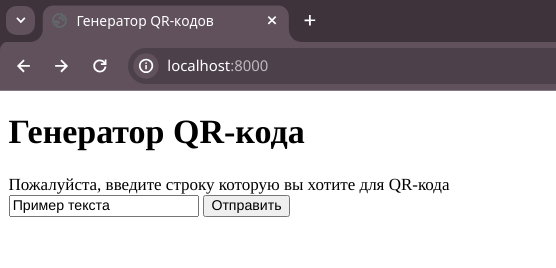 Генератор QR-кодов
localhost:8000
Генератор QR-кода
Пожалуйста, введите строку которую вы хотите для QR-кода
Пример текста Отправить